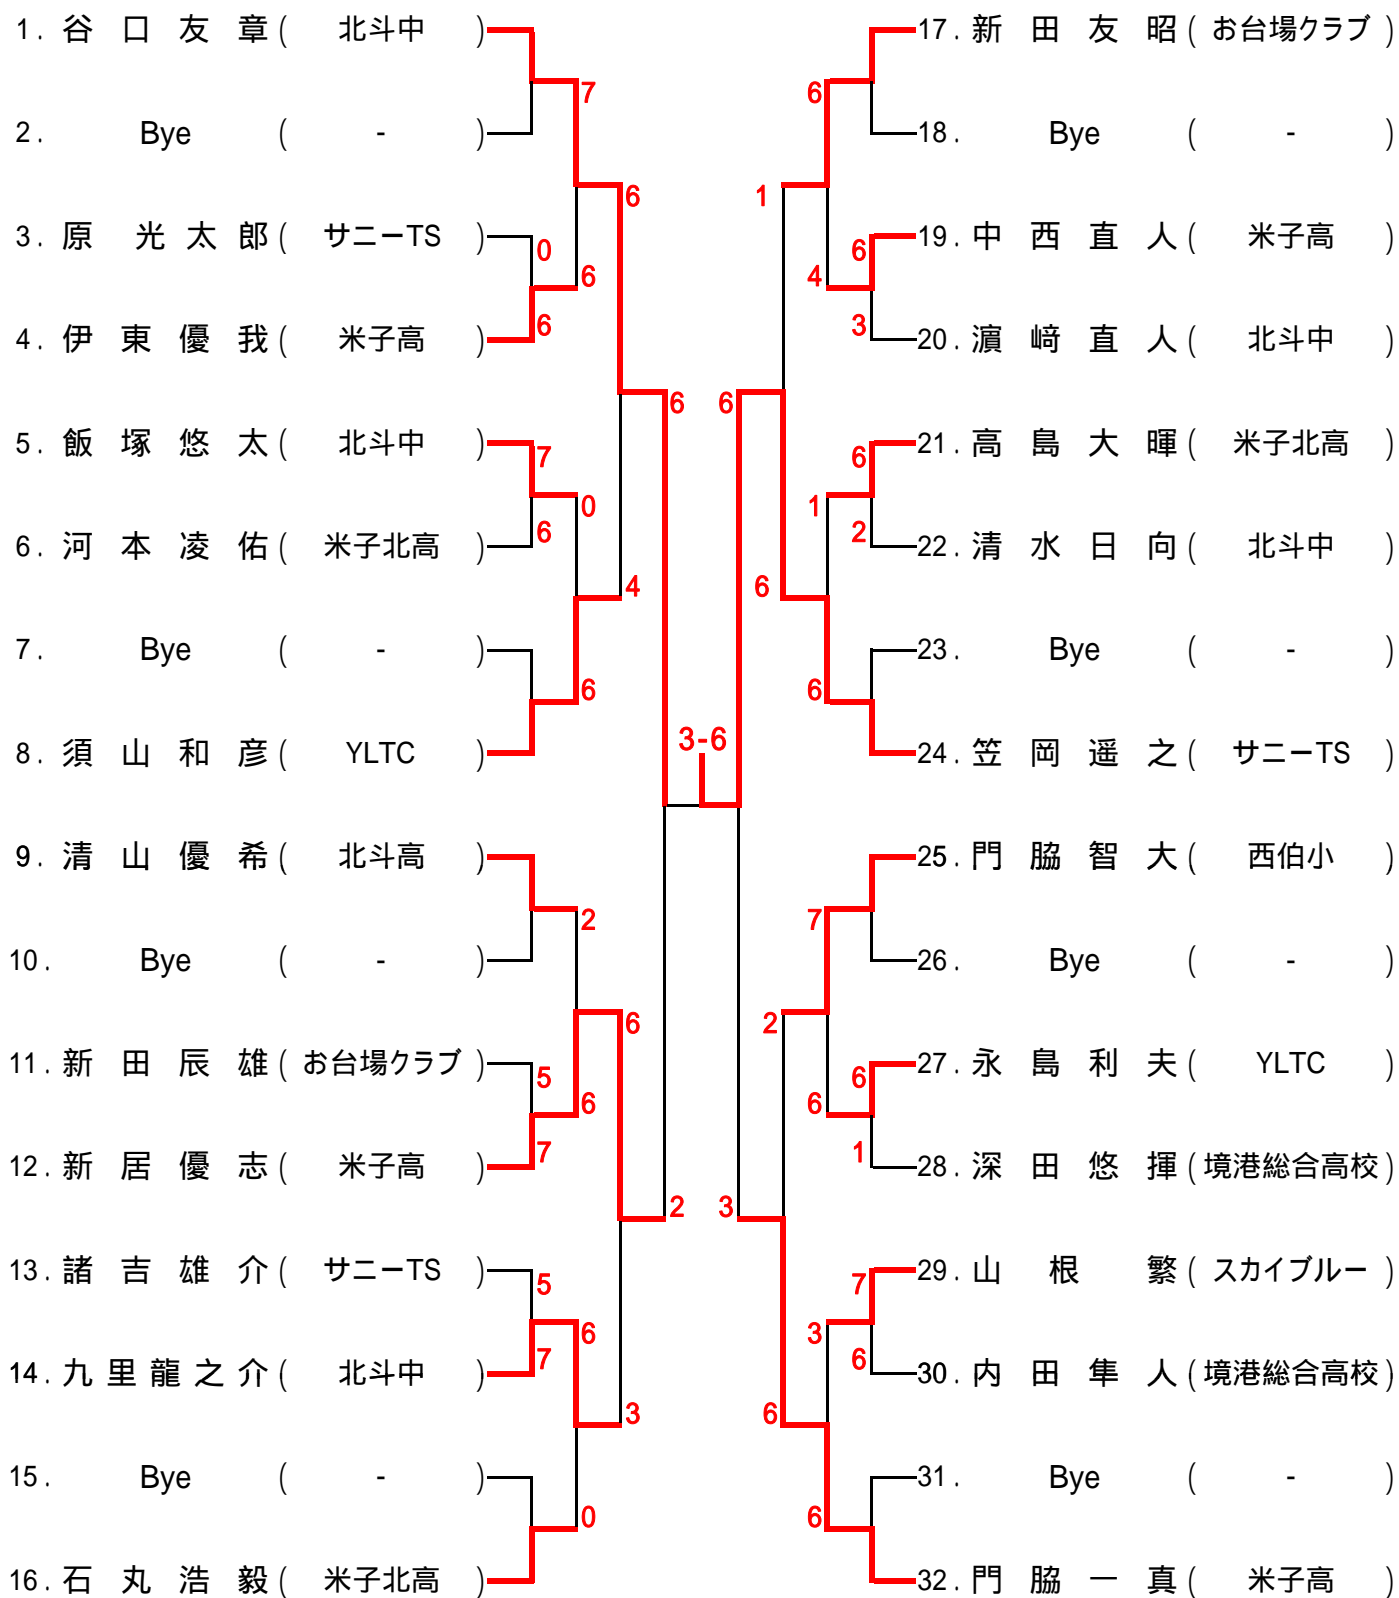 1. 谷口友章 ( 北斗中 )
7
2. Bye ( - )
6
3. 原 光太郎 ( サニーTS )
0
6
4. 伊東優我 ( 米子高 )
6
6
5. 飯塚悠太 ( 北斗中 )
7
0
6. 河本凌佑 ( 米子北高 )
6
4
7. Bye ( - )
6
8. 須山和彦 ( YLTC )
9. 清山優希 ( 北斗高 )
2
10. Bye ( - )
6
11. 新田辰雄 ( お台場クラブ )
5
6
12. 新居優志 ( 米子高 )
7
2
13. 諸吉雄介 ( サニーTS )
5
6
14. 九里龍之介 ( 北斗中 )
7
3
15. Bye ( - )
0
16. 石丸浩毅 ( 米子北高 )
3-6
17. 新田友昭 ( お台場クラブ )
6
18. Bye ( - )
1
19. 中西直人 ( 米子高 )
6
4
20. 濵﨑直人 ( 北斗中 )
3
6
21. 高島大暉 ( 米子北高 )
6
1
22. 清水日向 ( 北斗中 )
2
6
23. Bye ( - )
6
24. 笠岡遥之 ( サニーTS )
25. 門脇智大 ( 西伯小 )
7
26. Bye ( - )
2
27. 永島利夫 ( YLTC )
6
6
28. 深田悠揮 ( 境港総合高校 )
1
3
29. 山根 繁 ( スカイブルー )
7
3
30. 内田隼人 ( 境港総合高校 )
6
6
31. Bye ( - )
6
32. 門脇一真 ( 米子高 )